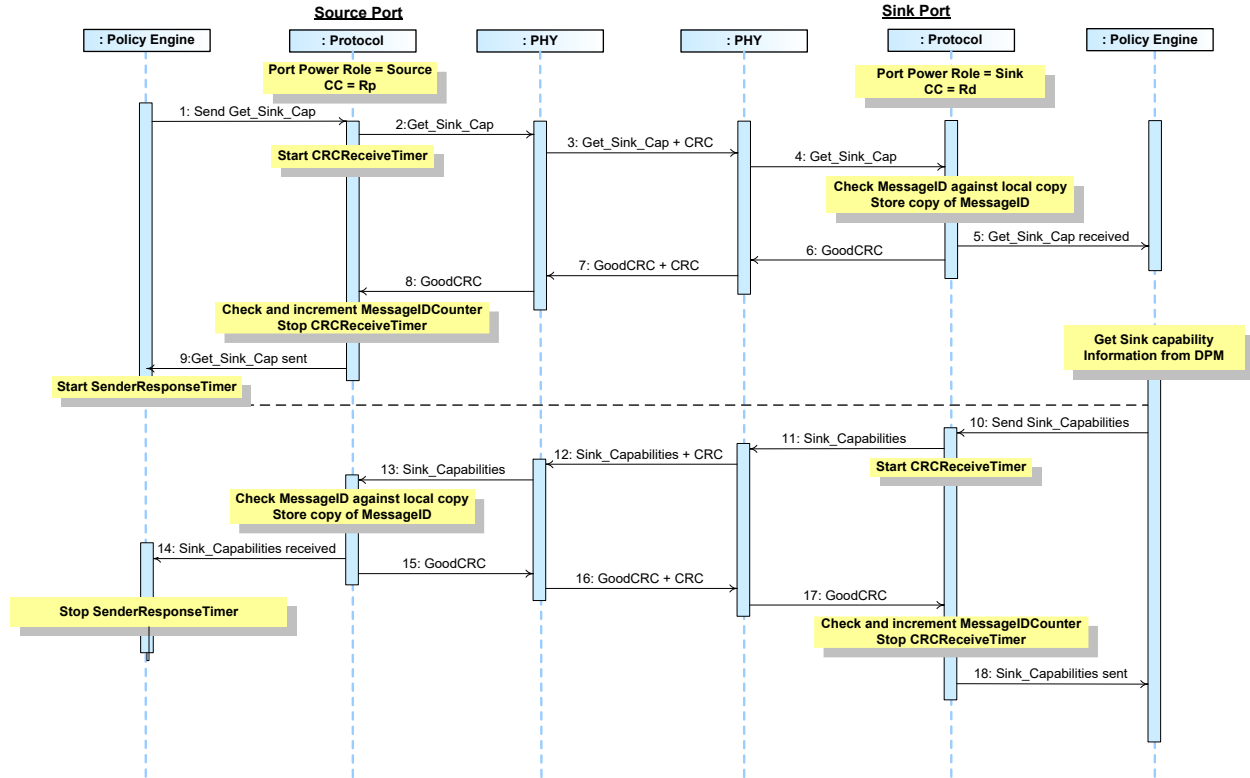 Source Port
Sink Port
: Policy Engine
: Protocol
: PHY
: PHY
: Protocol
: Policy Engine
Port Power Role = Source
CC = Rp
Port Power Role = Sink
CC = Rd
1: Send Get_Sink_Cap
2:Get_Sink_Cap
Start CRCReceiveTimer
3: Get_Sink_Cap + CRC
4: Get_Sink_Cap
Check MessageID against local copy
Store copy of MessageID
5: Get_Sink_Cap received
6: GoodCRC
7: GoodCRC + CRC
8: GoodCRC
Check and increment MessageIDCounter
Stop CRCReceiveTimer
9:Get_Sink_Cap sent
Start SenderResponseTimer
Get Sink capability
Information from DPM
10: Send Sink_Capabilities
11: Sink_Capabilities
Start CRCReceiveTimer
12: Sink_Capabilities + CRC
13: Sink_Capabilities
Check MessageID against local copy
Store copy of MessageID
14: Sink_Capabilities received
15: GoodCRC
16: GoodCRC + CRC
17: GoodCRC
Stop SenderResponseTimer
Check and increment MessageIDCounter
Stop CRCReceiveTimer
18: Sink_Capabilities sent